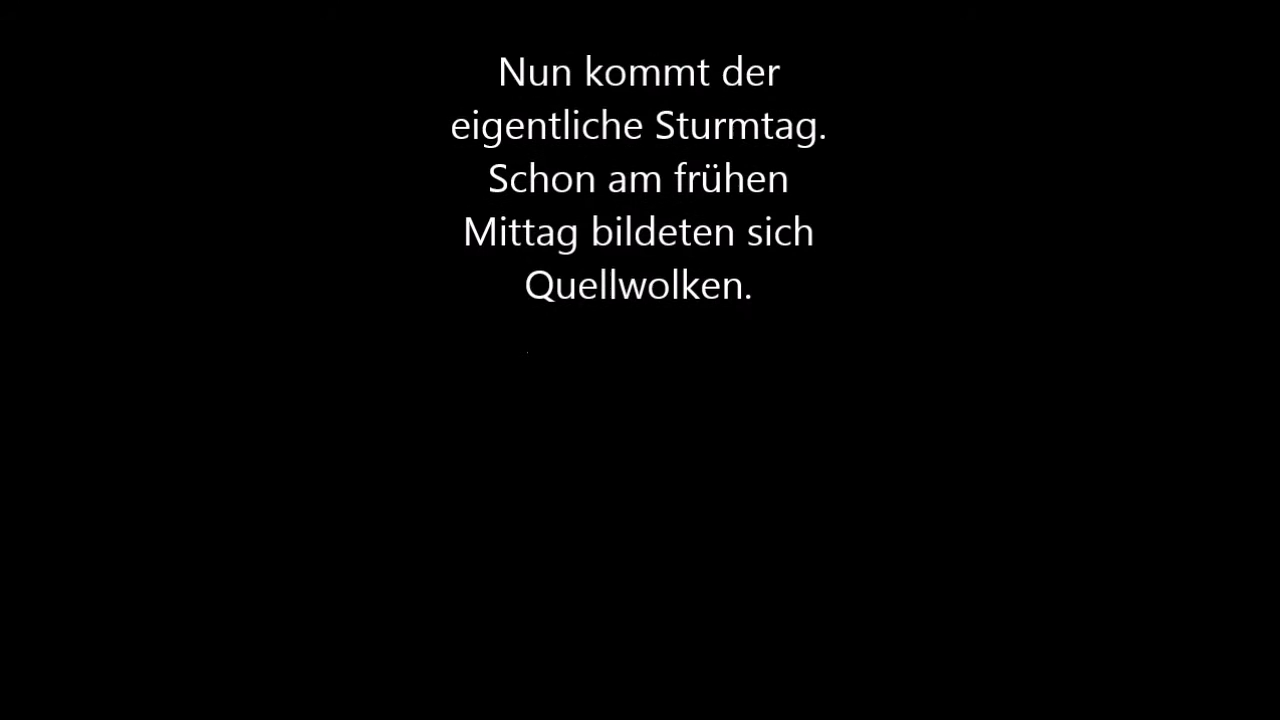 Nun kommt der
eigentliche Sturmtag.
Schon am frühen
Mittag bildeten sich
Quellwolken.